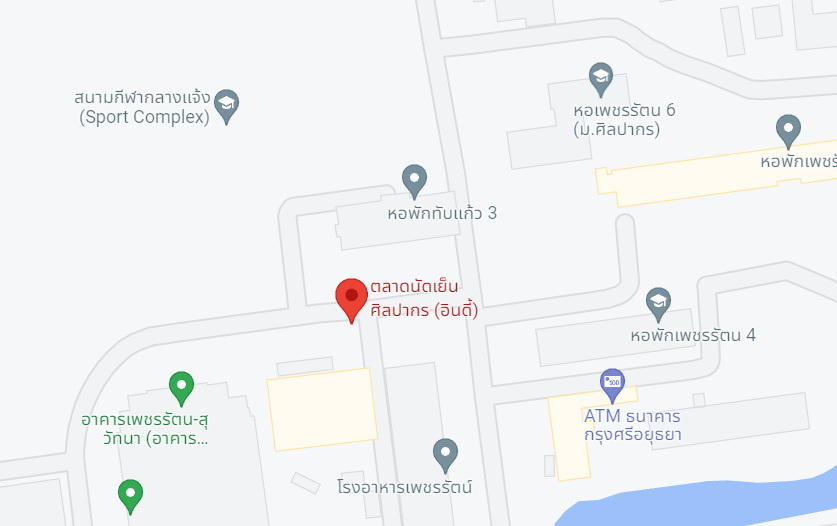 สนามกีฬากลางแจ้ง
(Sport Complex)
หอเพชรรัตน 6
(ม.ศิลปากร)
หอพักเพชรั
หอพักทับแก้ว 3
ตลาดนัดเย็น
ศิลปากร (อินดี้)
หอพักเพชรรัตน 4
อาคารเพชรรัตน-สุ
วัทนา (อาคาร...
ATM ธนาคาร
กรุงศรีอยุธยา
โรงอาหารเพชรรัตน์